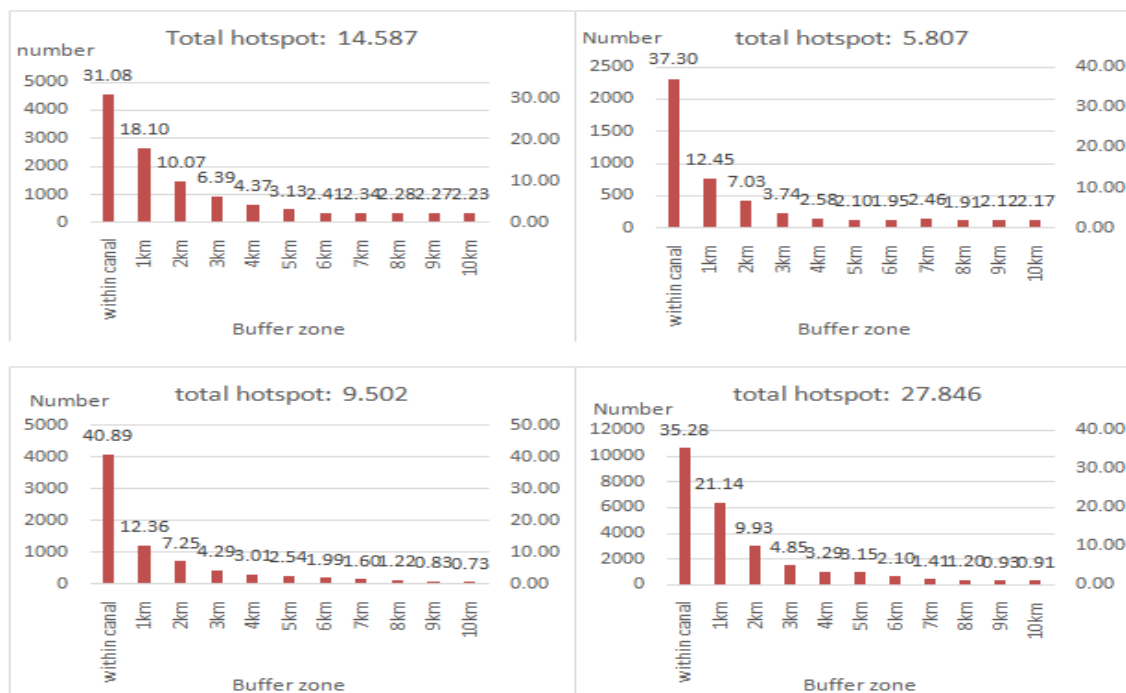 Total hotspot: 14.587
number
5000
4000
3000
2000
1000
0
31.08
18.10
10.07
6.39
4.37
3.13
2.41
2.34
2.28
2.27
2.23
30.00
20.00
10.00
0.00
within canal
1km
2km
3km
4km
5km
6km
7km
8km
9km
10km
Buffer zone
total hotspot: 5.807
Number
2500
2000
1500
1000
500
0
37.30
12.45
7.03
3.74
2.58
2.10
1.95
2.46
1.91
2.12
2.17
40.00
30.00
20.00
10.00
0.00
within canal
1km
2km
3km
4km
5km
6km
7km
8km
9km
10km
Buffer zone
total hotspot: 9.502
Number
5000
4000
3000
2000
1000
0
40.89
12.36
7.25
4.29
3.01
2.54
1.99
1.60
1.22
0.83
0.73
50.00
40.00
30.00
20.00
10.00
0.00
within canal
1km
2km
3km
4km
5km
6km
7km
8km
9km
10km
Buffer zone
total hotspot: 27.846
Number
12000
10000
8000
6000
4000
2000
0
35.28
21.14
9.93
4.85
3.29
3.15
2.10
1.41
1.20
0.93
0.91
40.00
30.00
20.00
10.00
0.00
within canal
1km
2km
3km
4km
5km
6km
7km
8km
9km
10km
Buffer zone